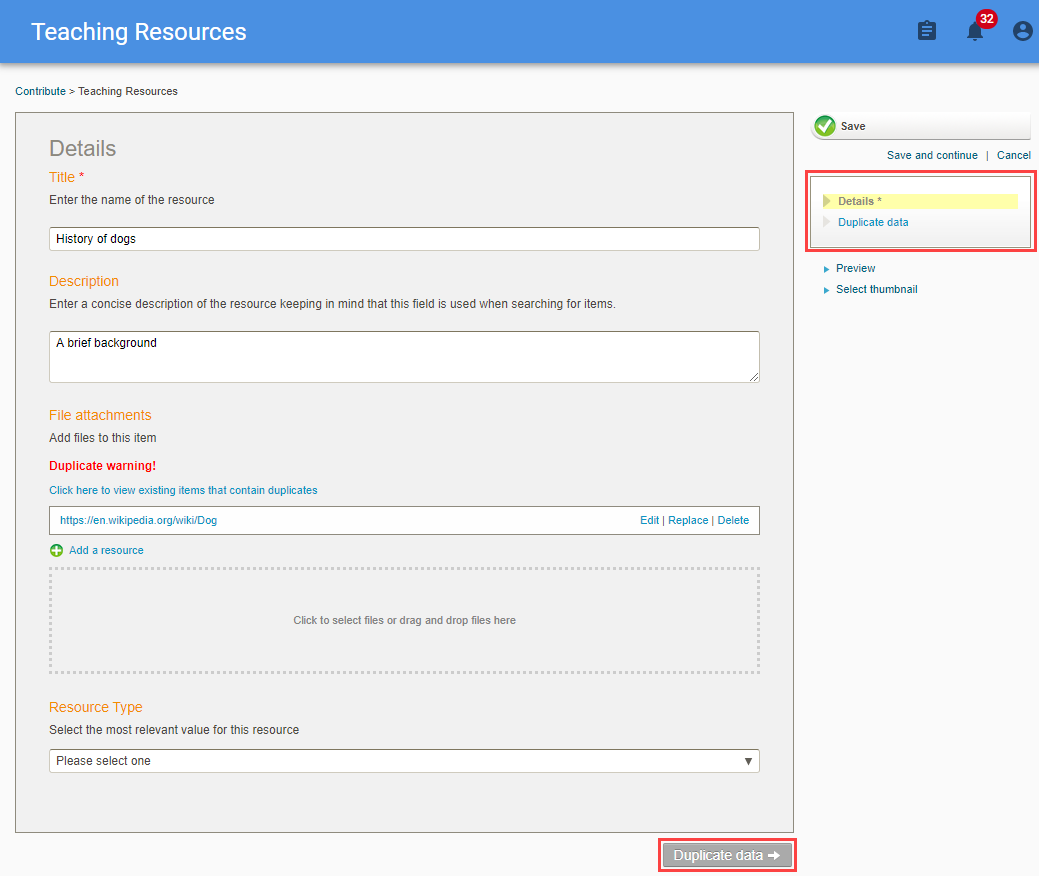 Teaching Resources
32
Contribute > Teaching Resources
Details
Title *
Enter the name of the resource
History of dogs
Description
Enter a concise description of the resource keeping in mind that this field is used when searching for items.
A brief background
File attachments
Add files to this item
Duplicate warning!
Click here to view existing items that contain duplicates
https://en.wikipedia.org/wiki/Dog Edit | Replace | Delete
Add a resource
Click to select files or drag and drop files here
Resource Type
Select the most relevant value for this resource
Please select one
Duplicate data
Save
Save and continue | Cancel
Details *
Duplicate data
Preview
Select thumbnail